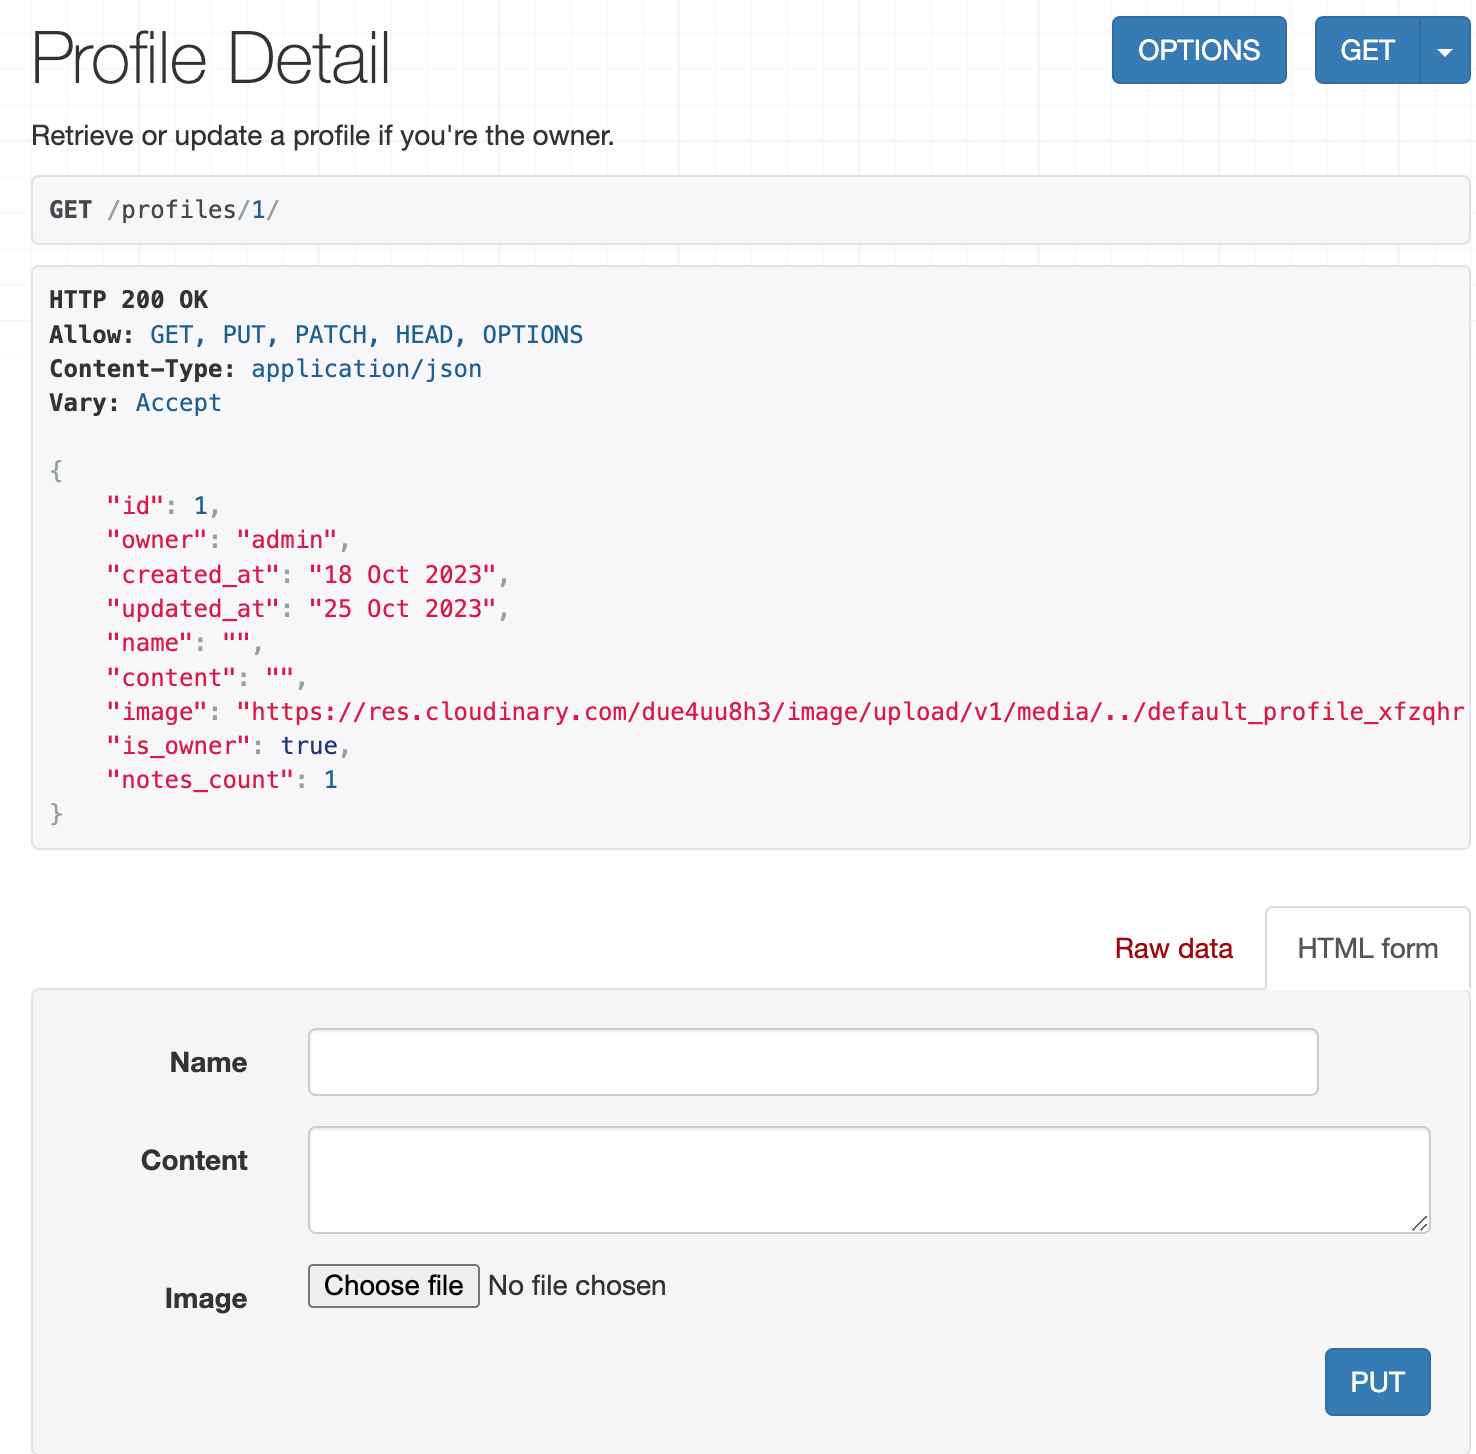 Profile Detail
OPTIONS
GET
Retrieve or update a profile if you're the owner.
GET /profiles/1/
HTTP 200 OK
Allow: GET, PUT, PATCH, HEAD, OPTIONS
Content-Type: application/json
Vary: Accept
{
"id": 1,
"owner": "admin",
"created_at": "18 Oct 2023",
"updated_at": "25 Oct 2023",
"name": "",
"content": "",
"image": "https://res.cloudinary.com/due4uu8h3/image/upload/v1/media/../default_profile_xfzqhr
"is_owner": true,
"notes_count": 1
}
Raw data
HTML form
Name
Content
Image
Choose file No file chosen
PUT